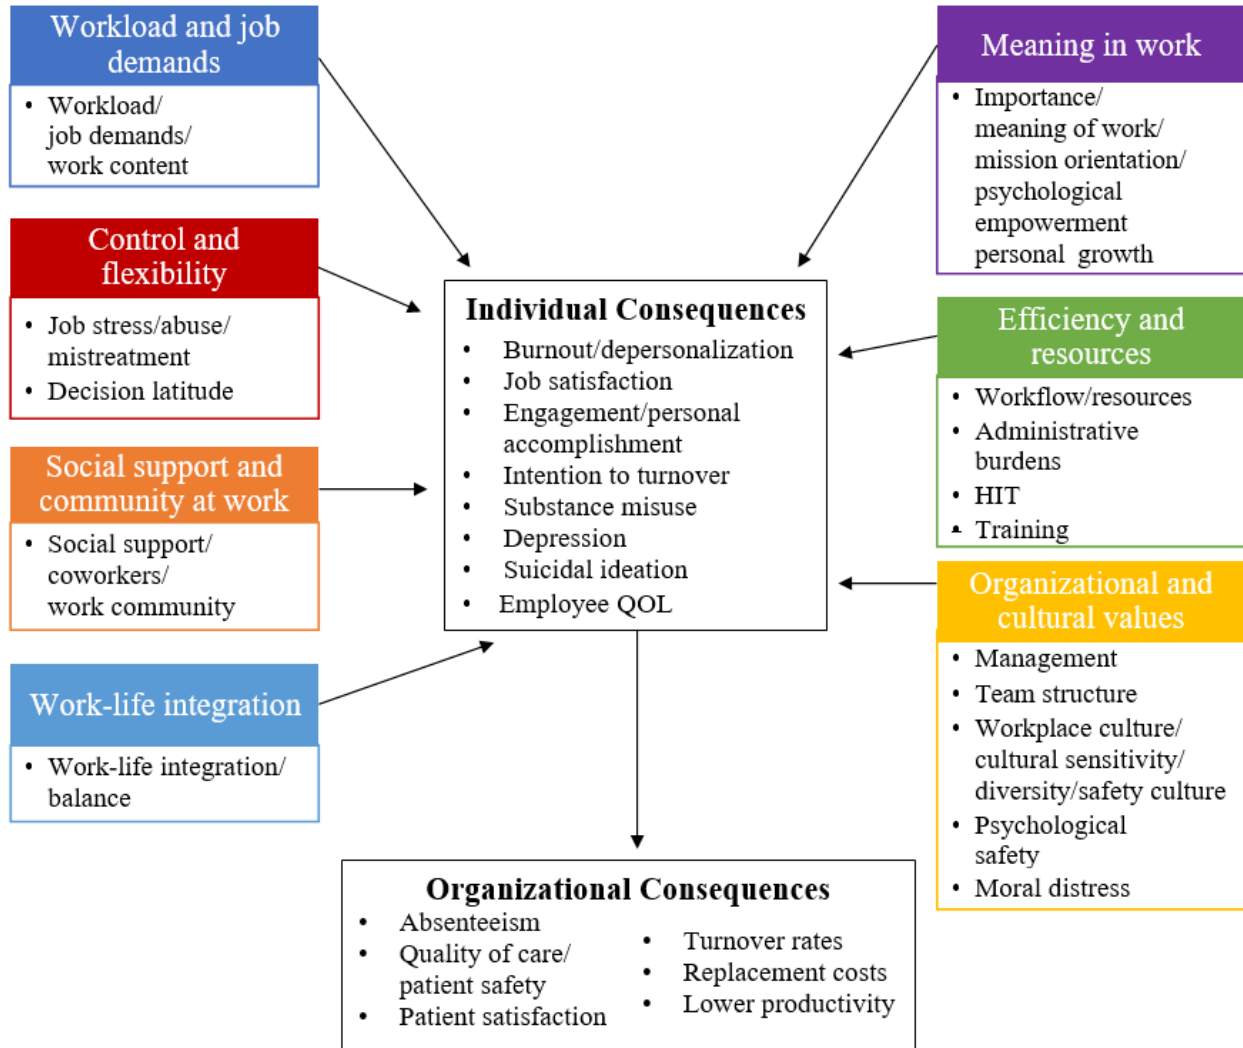 Workload and job
demands
• Workload/
job demands/
work content
Control and
flexibility
• Job stress/abuse/
mistreatment
• Decision latitude
Social support and
community at work
• Social support/
coworkers/
work community
Work-life integration
• Work-life integration/
balance
Individual Consequences
• Burnout/depersonalization
• Job satisfaction
• Engagement/personal
accomplishment
• Intention to turnover
• Substance misuse
• Depression
• Suicidal ideation
• Employee QOL
Meaning in work
• Importance/
meaning of work/
mission orientation/
psychological
empowerment
personal growth
Efficiency and
resources
• Workflow/resources
• Administrative
burdens
• HIT
• Training
Organizational and
cultural values
• Management
• Team structure
• Workplace culture/
cultural sensitivity/
diversity/safety culture
• Psychological
safety
• Moral distress
Organizational Consequences
• Absenteeism
• Quality of care/
patient safety
• Patient satisfaction
• Turnover rates
• Replacement costs
• Lower productivity